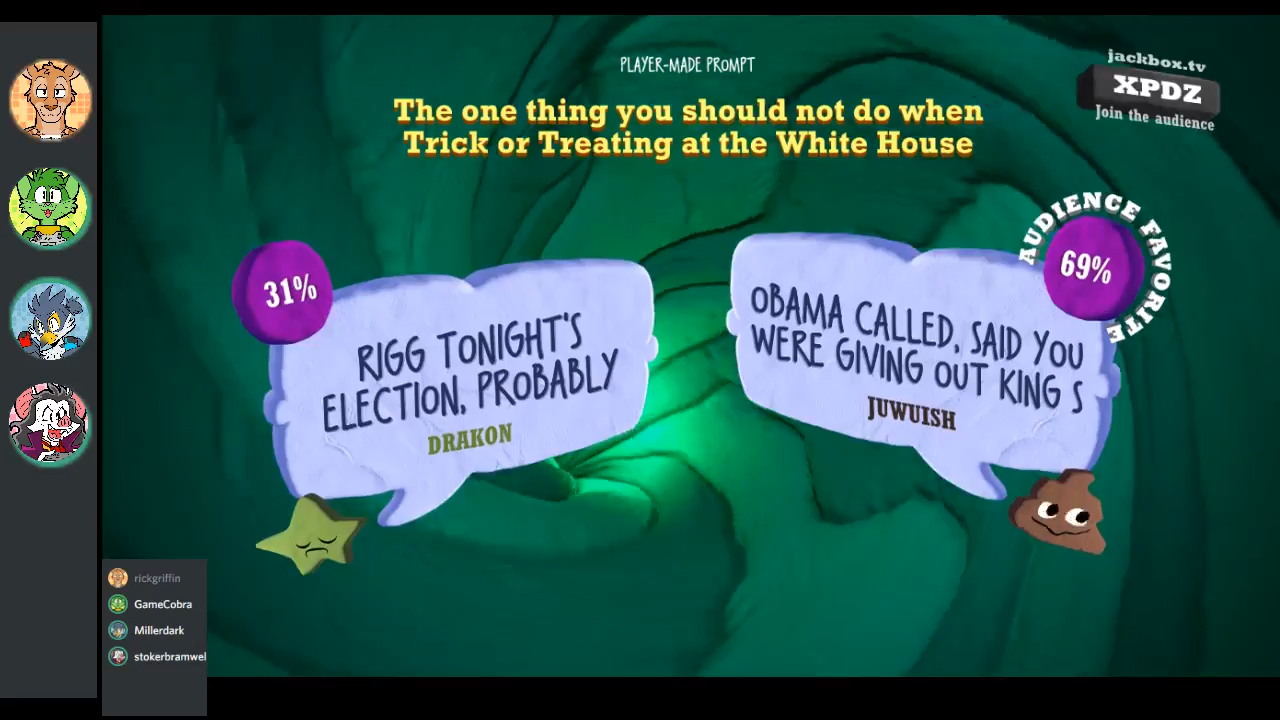 PLAYER-MADE PROMPT
The one thing you should not do when
Trick or Treating at the White House
jackbox.tv
XPDZ
Join the audience
31%
RIGG TONIGHT'S
ELECTION, PROBABLY
DRAKON
AUDIENCE FAVORITE
69%
OBAMA CALLED, SAID YOU
WERE GIVING OUT KING S
JUWUISH
rickgriffin
GameCobra
Millerdark
stokerbramwel